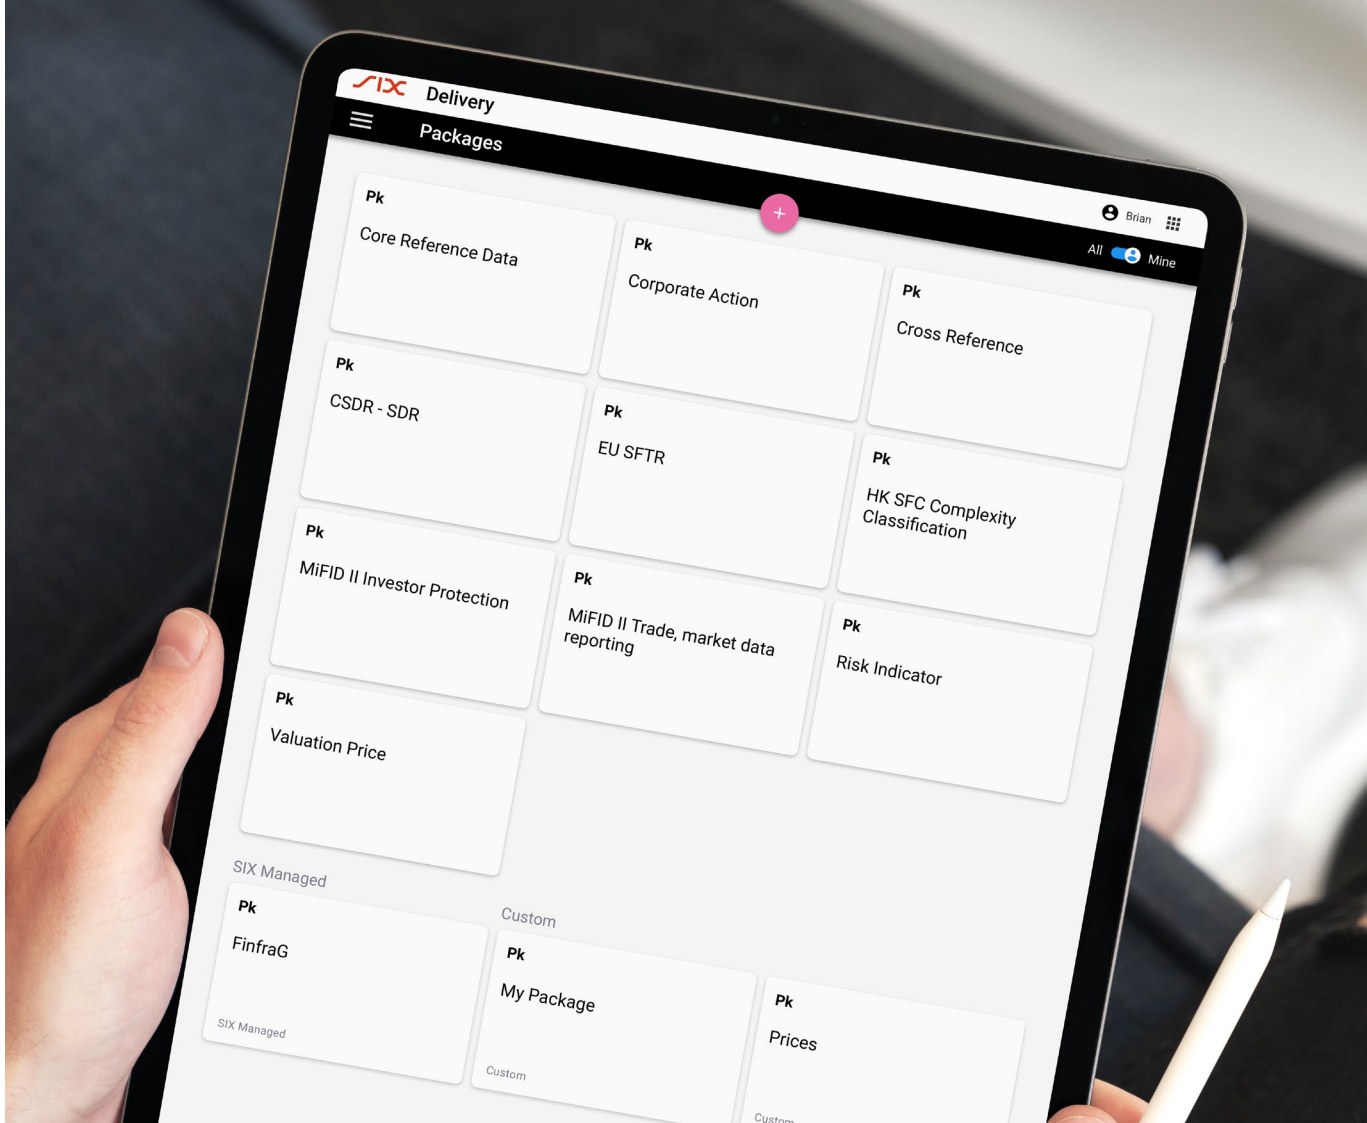 SIX Delivery
Packages
Brian
All Mine
Pk
Core Reference Data
Pk
Corporate Action
Pk
Cross Reference
Pk
CSDR - SDR
Pk
EU SFTR
Pk
HK SFC Complexity
Classification
Pk
MiFID II Investor Protection
Pk
MiFID II Trade, market data
reporting
Pk
Risk Indicator
Pk
Valuation Price
SIX Managed
Pk
FinfraG
SIX Managed
Custom
Pk
My Package
Custom
Pk
Prices
Custom